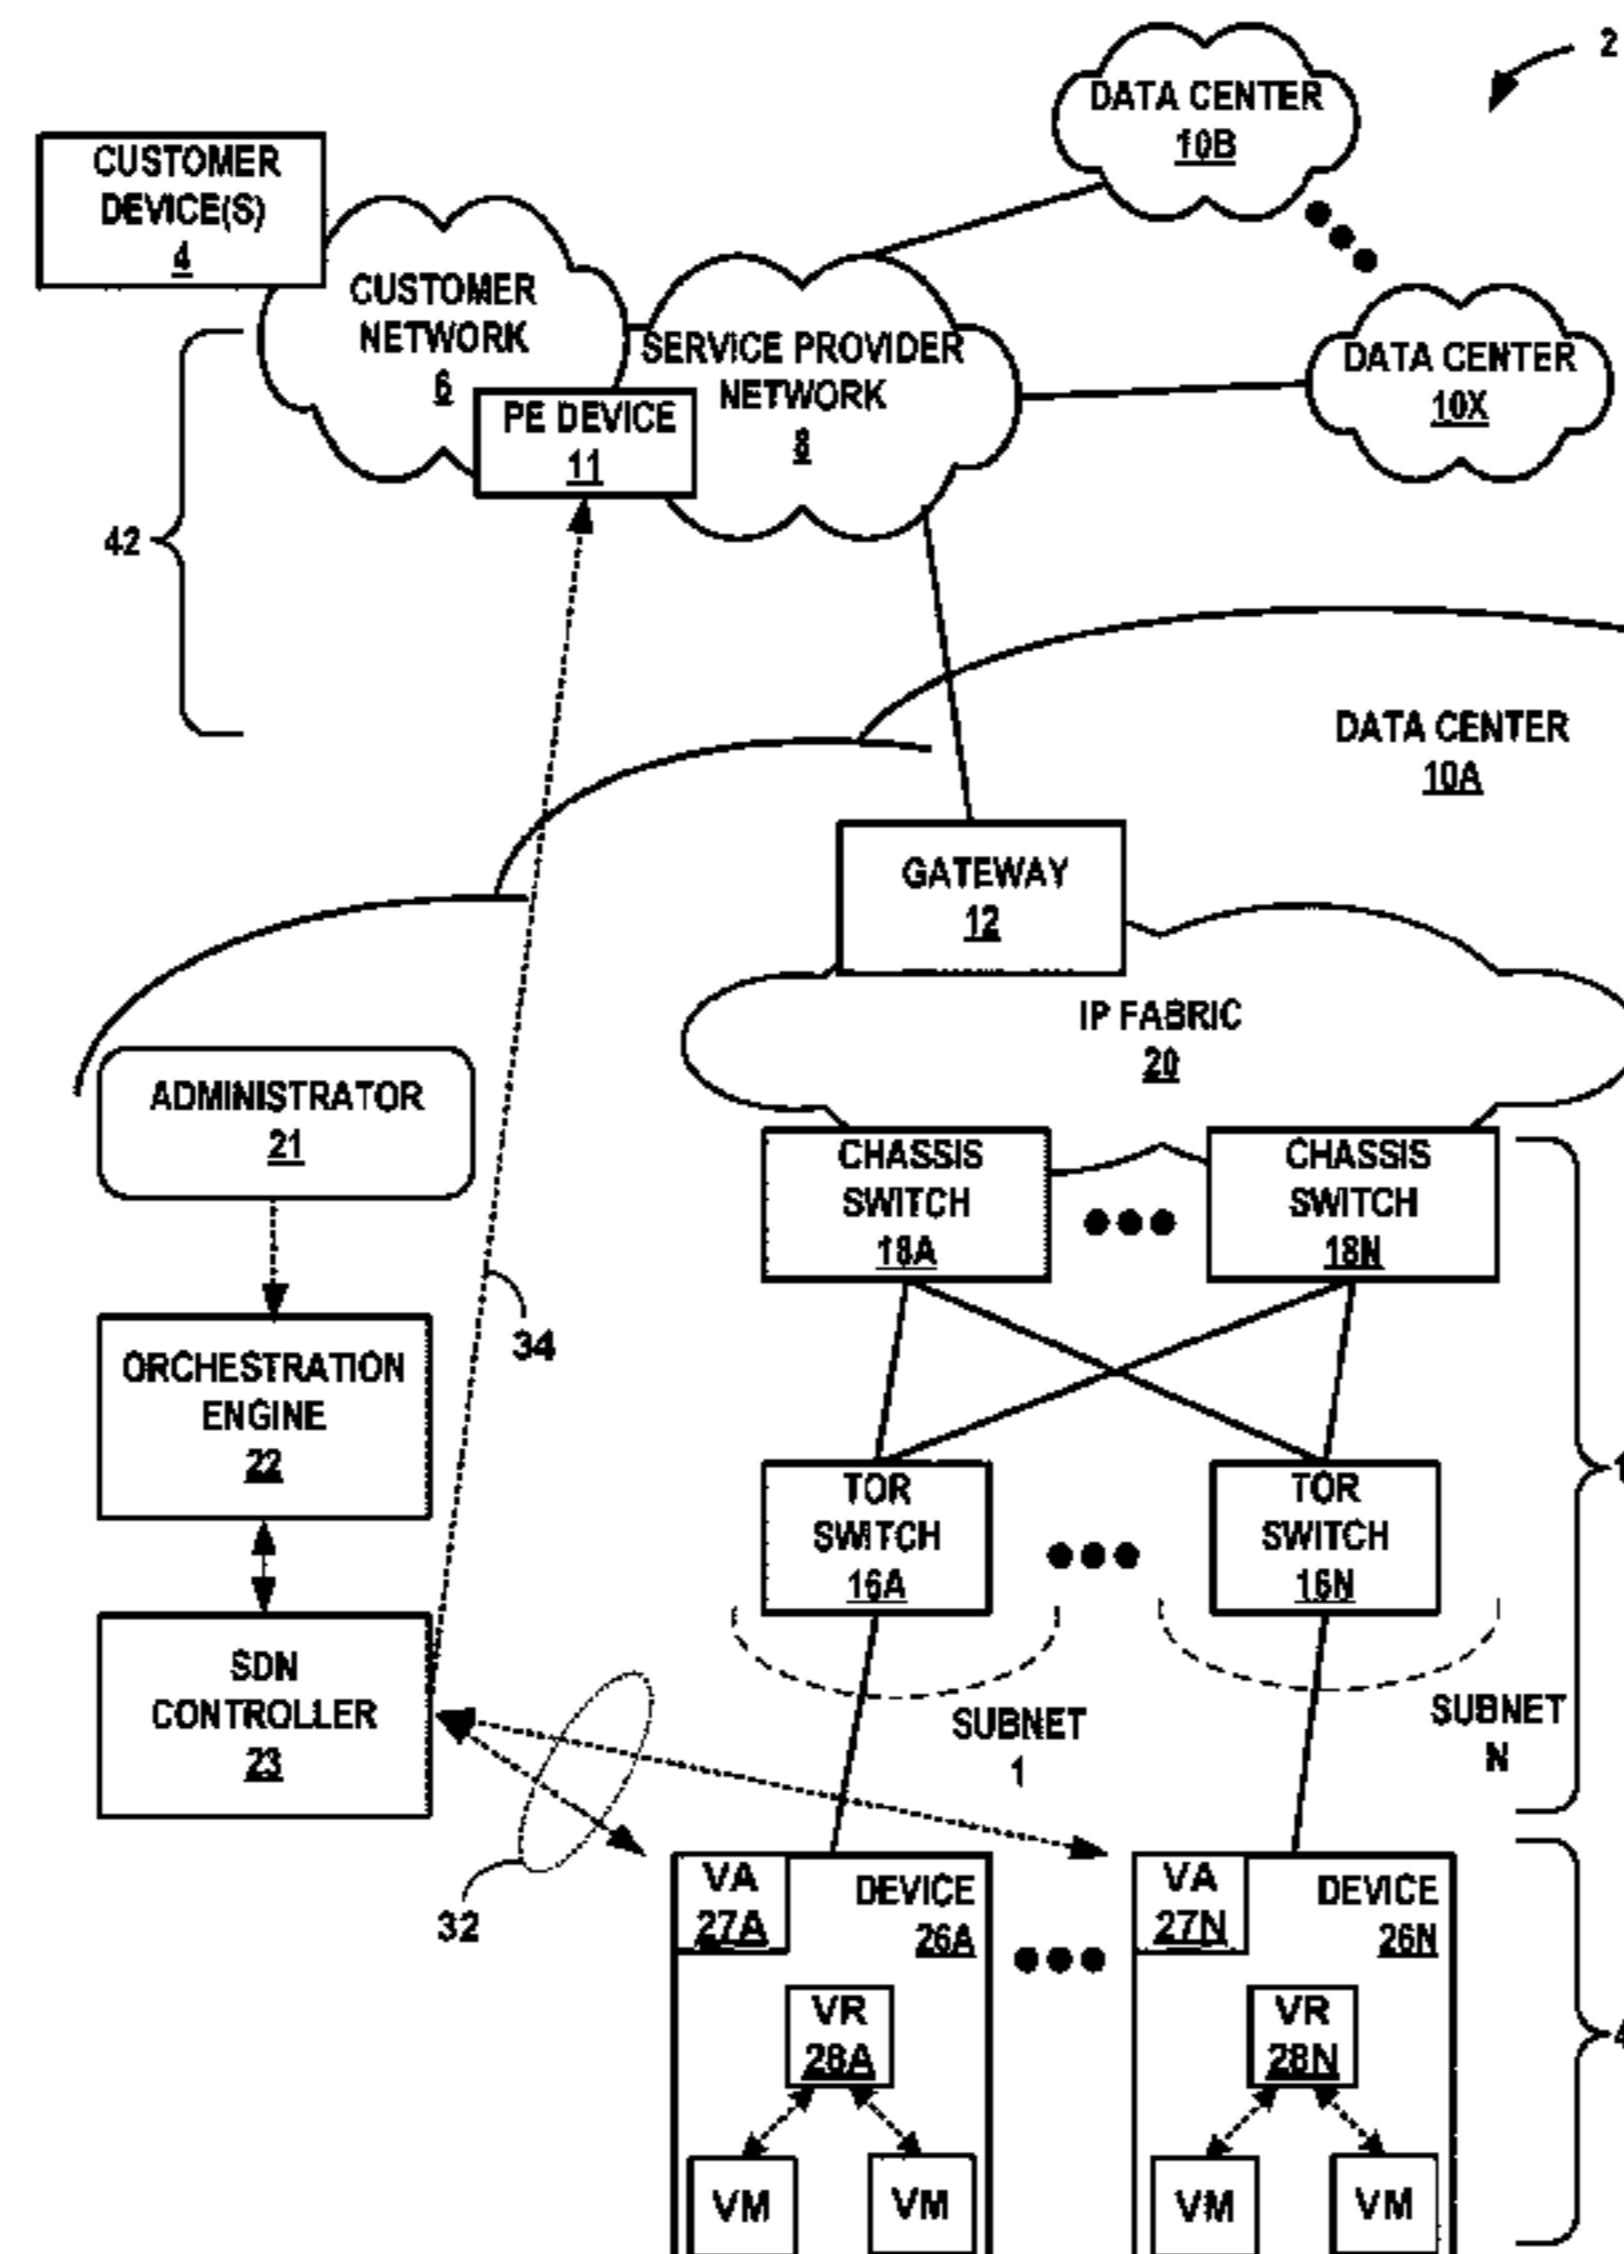 2
DATA CENTER
10B
CUSTOMER
DEVICE(S)
4
CUSTOMER
NETWORK
6
SERVICE PROVIDER
NETWORK
8
DATA CENTER
10X
PE DEVICE
11
42
DATA CENTER
10A
GATEWAY
12
IP FABRIC
20
ADMINISTRATOR
21
CHASSIS
SWITCH
18A
CHASSIS
SWITCH
18N
34
ORCHESTRATION
ENGINE
22
TOR
SWITCH
16A
TOR
SWITCH
16N
SDN
CONTROLLER
23
SUBNET
1
SUBNET
N
32
VA
27A
DEVICE
26A
VA
27N
DEVICE
26N
VR
28A
VR
28N
VM
VM
VM
VM